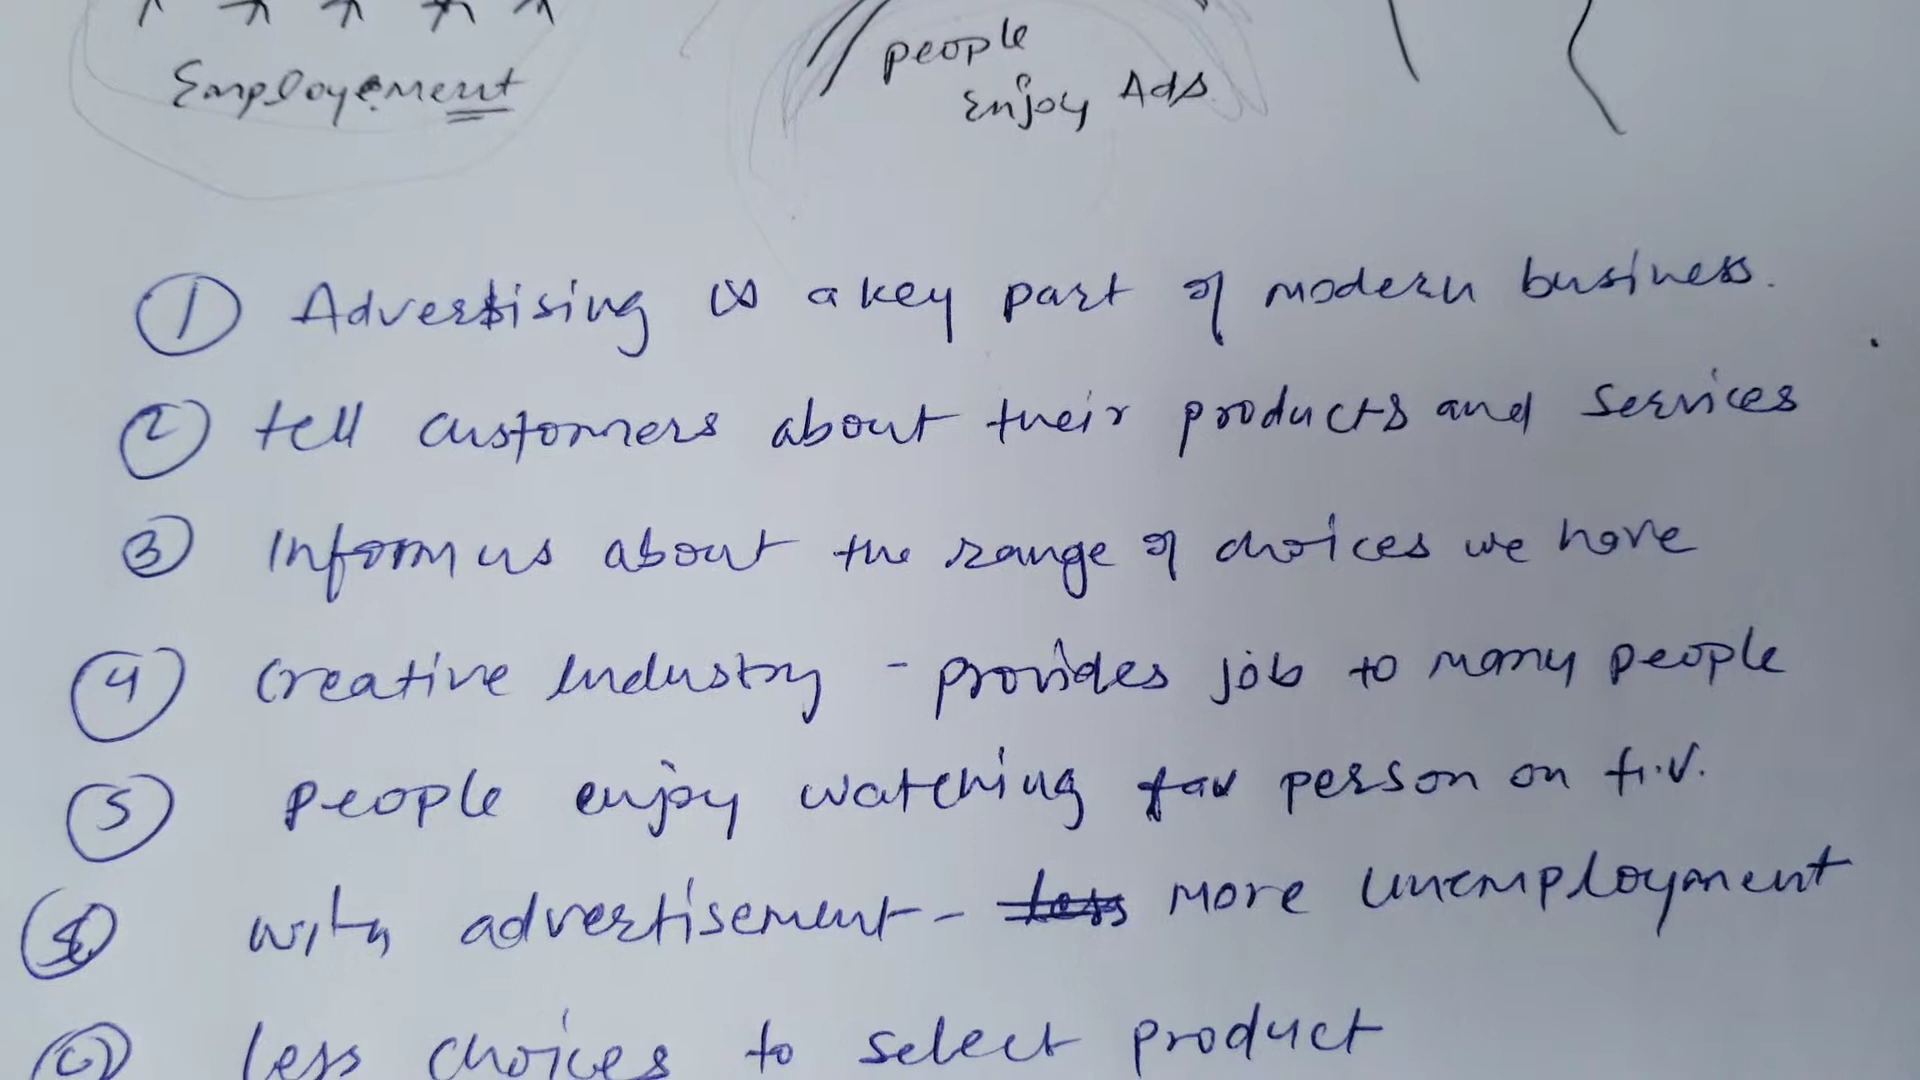 Employement
people
Enjoy Ads
① Advertising is a key part of modern business.
② tell customers about their products and services
③ Inform us about the range of choices we have
④ Creative Industry - provides job to many people
⑤ people enjoy watching fav person on T.V.
with advertisement - less More Unemployment
less choices to select product